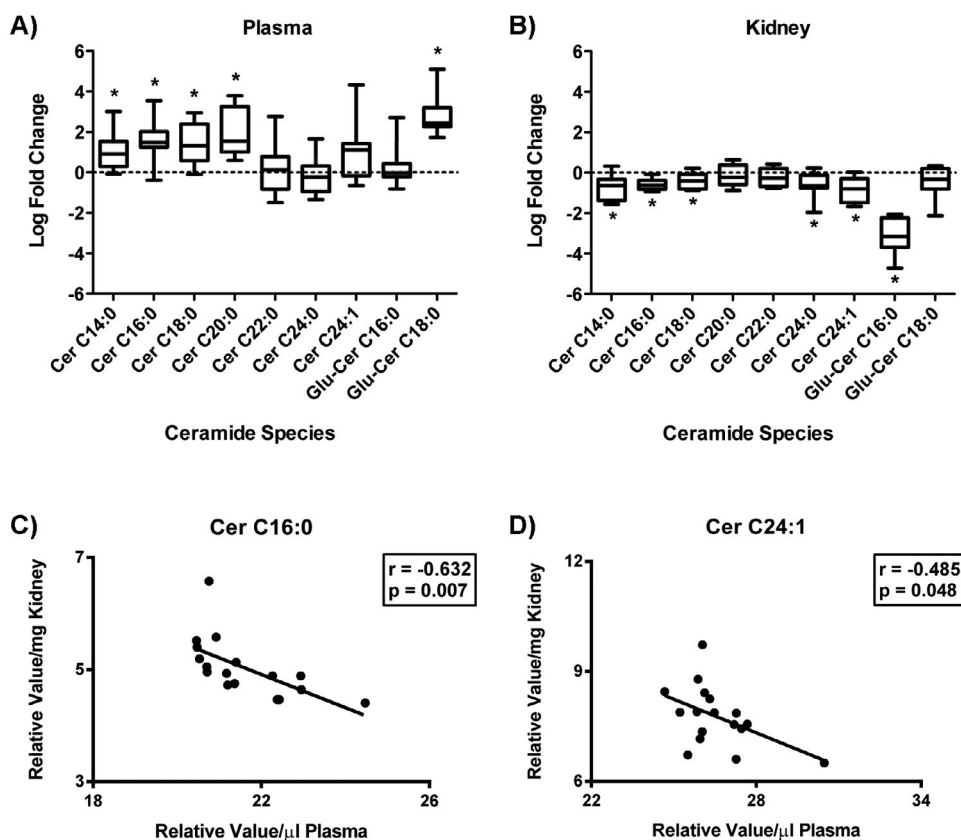 A)
Plasma
Log Fold Change
6
4
2
0
-2
-4
-6
*
*
*
*
*
Cer C14:0
Cer C16:0
Cer C18:0
Cer C20:0
Cer C22:0
Cer C24:0
Cer C24:1
Glu-Cer C16:0
Glu-Cer C18:0
Ceramide Species
B)
Kidney
Log Fold Change
6
4
2
0
-2
-4
-6
*
*
*
*
*
*
Cer C14:0
Cer C16:0
Cer C18:0
Cer C20:0
Cer C22:0
Cer C24:0
Cer C24:1
Glu-Cer C16:0
Glu-Cer C18:0
Ceramide Species
C)
Cer C16:0
r = -0.632
p = 0.007
Relative Value/mg Kidney
7
5
3
18
22
26
Relative Value/μl Plasma
D)
Cer C24:1
r = -0.485
p = 0.048
Relative Value/mg Kidney
12
9
6
22
28
34
Relative Value/μl Plasma